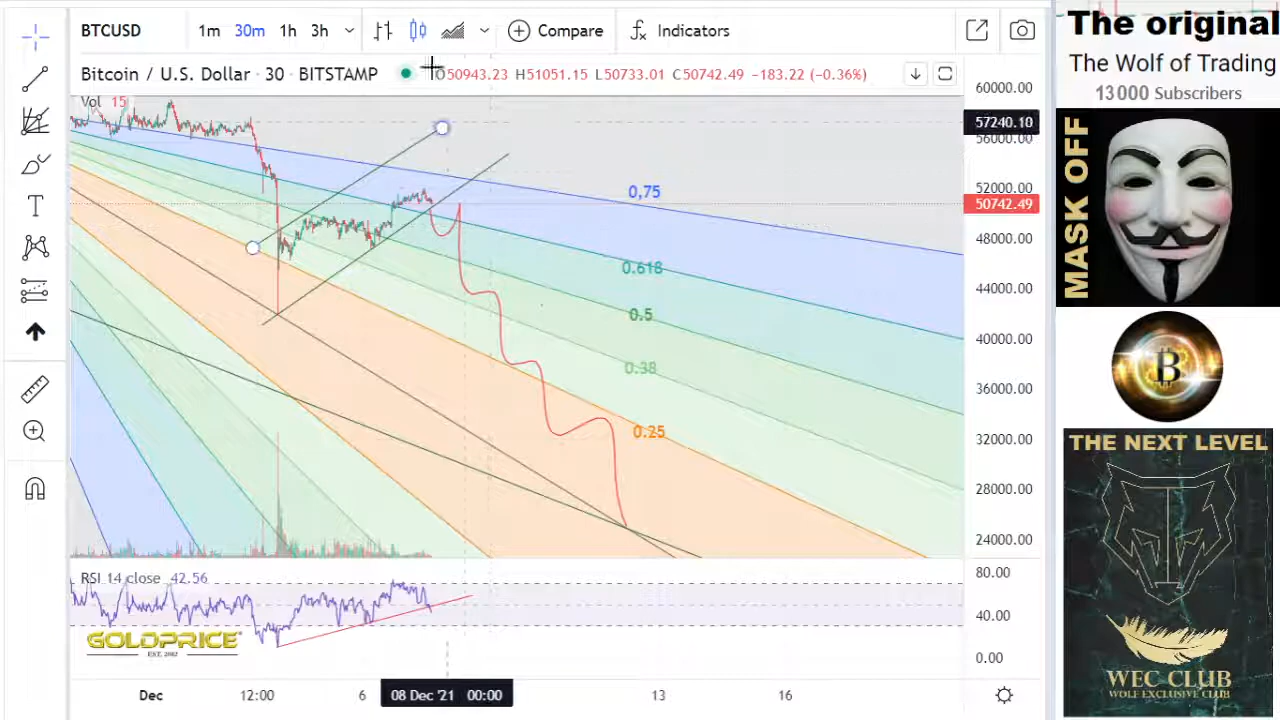 BTCUSD 1m 30m 1h 3h Compare Indicators
Bitcoin / U.S. Dollar · 30 · BITSTAMP O50943.23 H51051.15 L50733.01 C50742.49 −183.22 (−0.36%)
Vol 15
60000.00
57240.10
56000.00
52000.00
50742.49
48000.00
44000.00
40000.00
36000.00
32000.00
28000.00
24000.00
0,75
0.618
0.5
0.38
0.25
RSI 14 close 42.56
80.00
40.00
0.00
GOLDPRICE
EST. 2002
Dec 12:00 6 08 Dec '21 00:00 13 16
The original
The Wolf of Trading
13000 Subscribers
MASK OFF
THE NEXT LEVEL
WEC CLUB
WOLF EXCLUSIVE CLUB